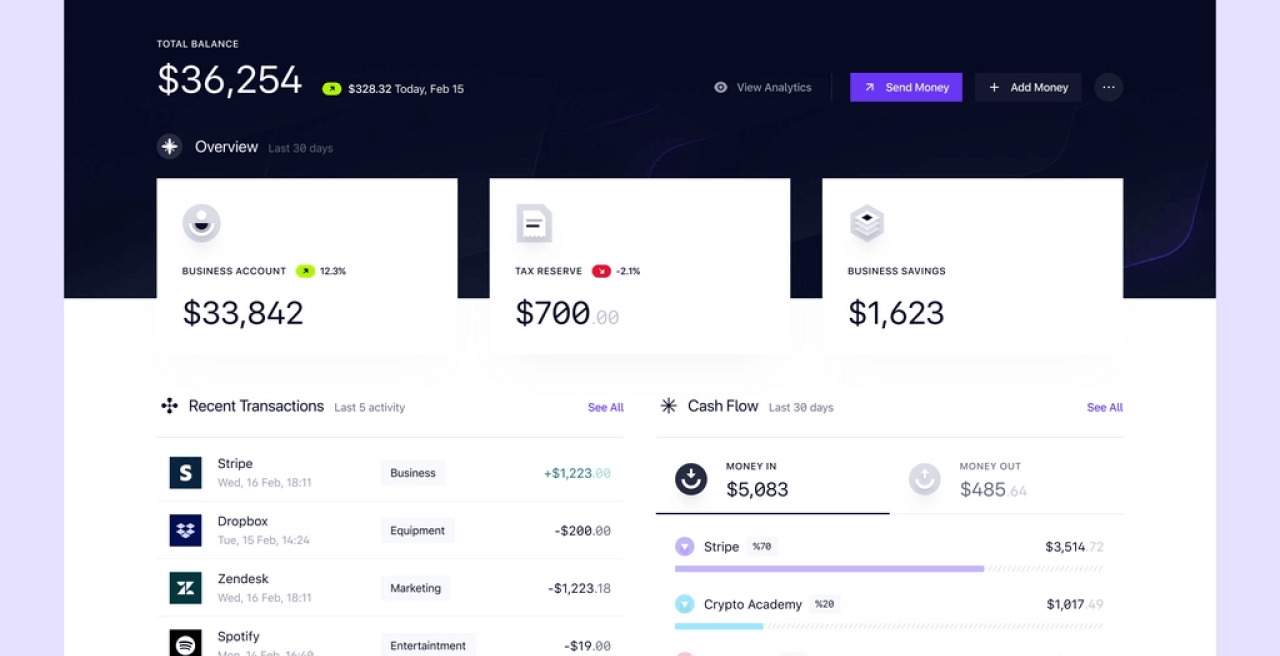 TOTAL BALANCE
$36,254
$328.32 Today, Feb 15
View Analytics
Send Money
Add Money
Overview Last 30 days
BUSINESS ACCOUNT 12.3%
$33,842
TAX RESERVE -2.1%
$700.00
BUSINESS SAVINGS
$1,623
Recent Transactions Last 5 activity See All
Stripe Business +$1,223.00
Wed, 16 Feb, 18:11
Dropbox Equipment -$200.00
Tue, 15 Feb, 14:24
Zendesk Marketing -$1,223.18
Wed, 16 Feb, 18:11
Spotify Entertaintment -$19.00
Mon, 14 Feb, 16:40
Cash Flow Last 30 days See All
MONEY IN
$5,083
MONEY OUT
$485.64
Stripe %70 $3,514.72
Crypto Academy %20 $1,017.49